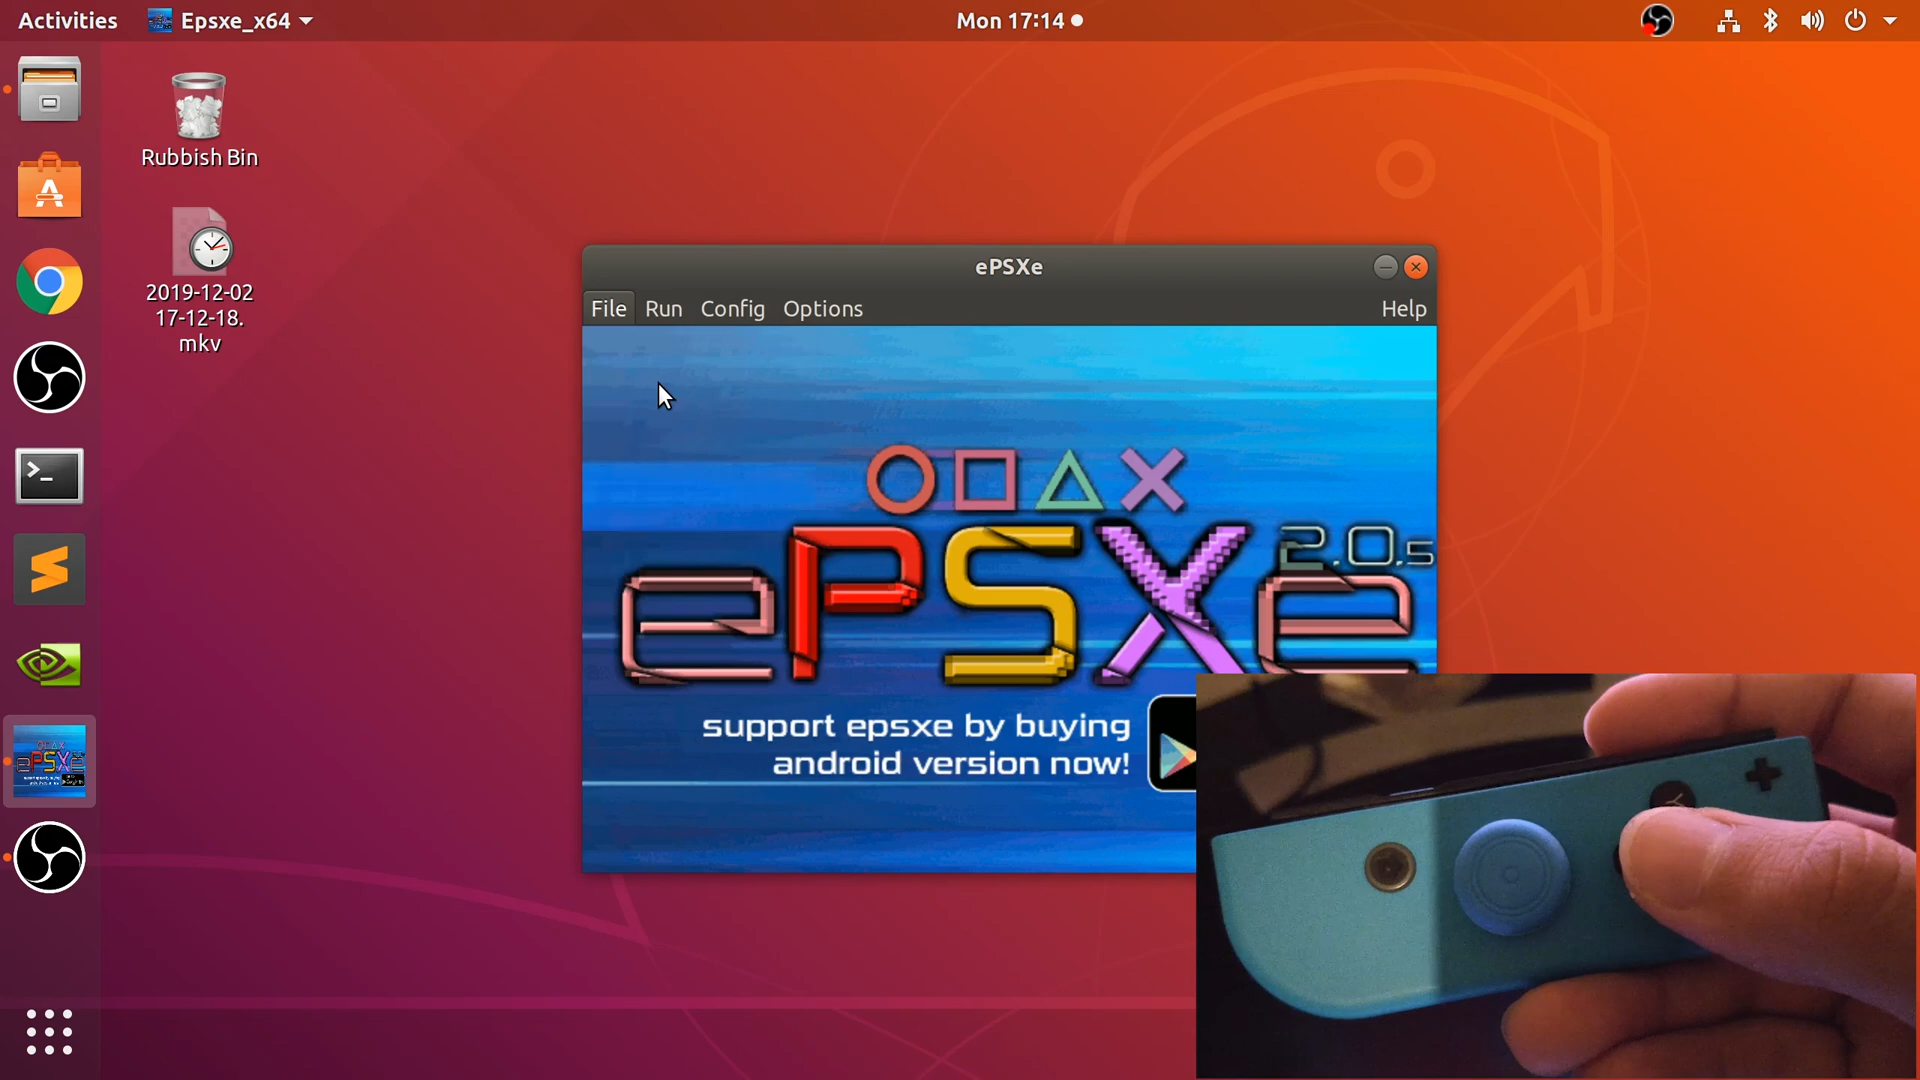 Activities
Epsxe_x64
Mon 17:14
Rubbish Bin
2019-12-02
17-12-18.
mkv
ePSXe
File
Run
Config
Options
Help
ePSXe
2.0.5
support epsxe by buying
android version now!
Y